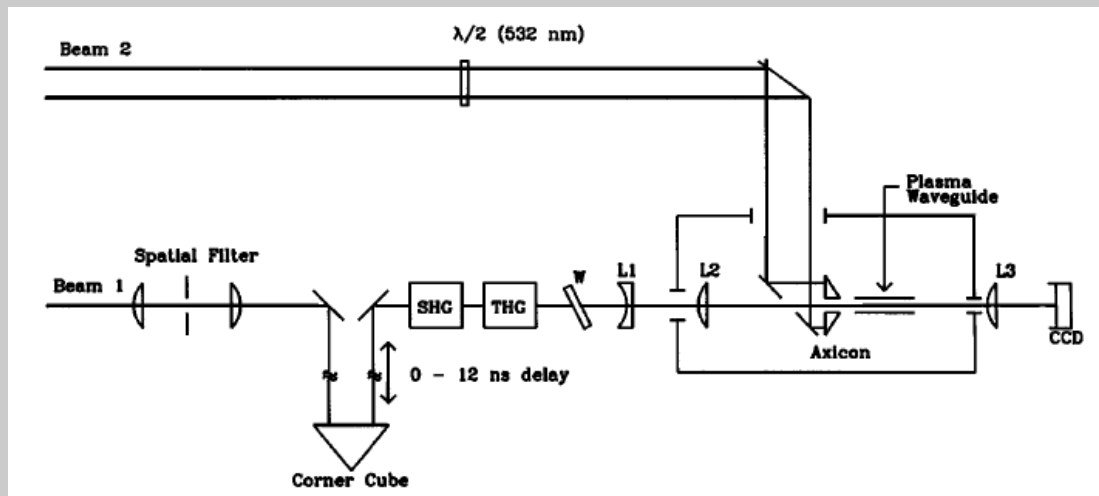 λ/2 (532 nm)
Beam 2
Plasma
Waveguide
Spatial Filter
Beam 1
W
L1
L2
L3
SHG
THG
CCD
Axicon
0 - 12 ns delay
Corner Cube